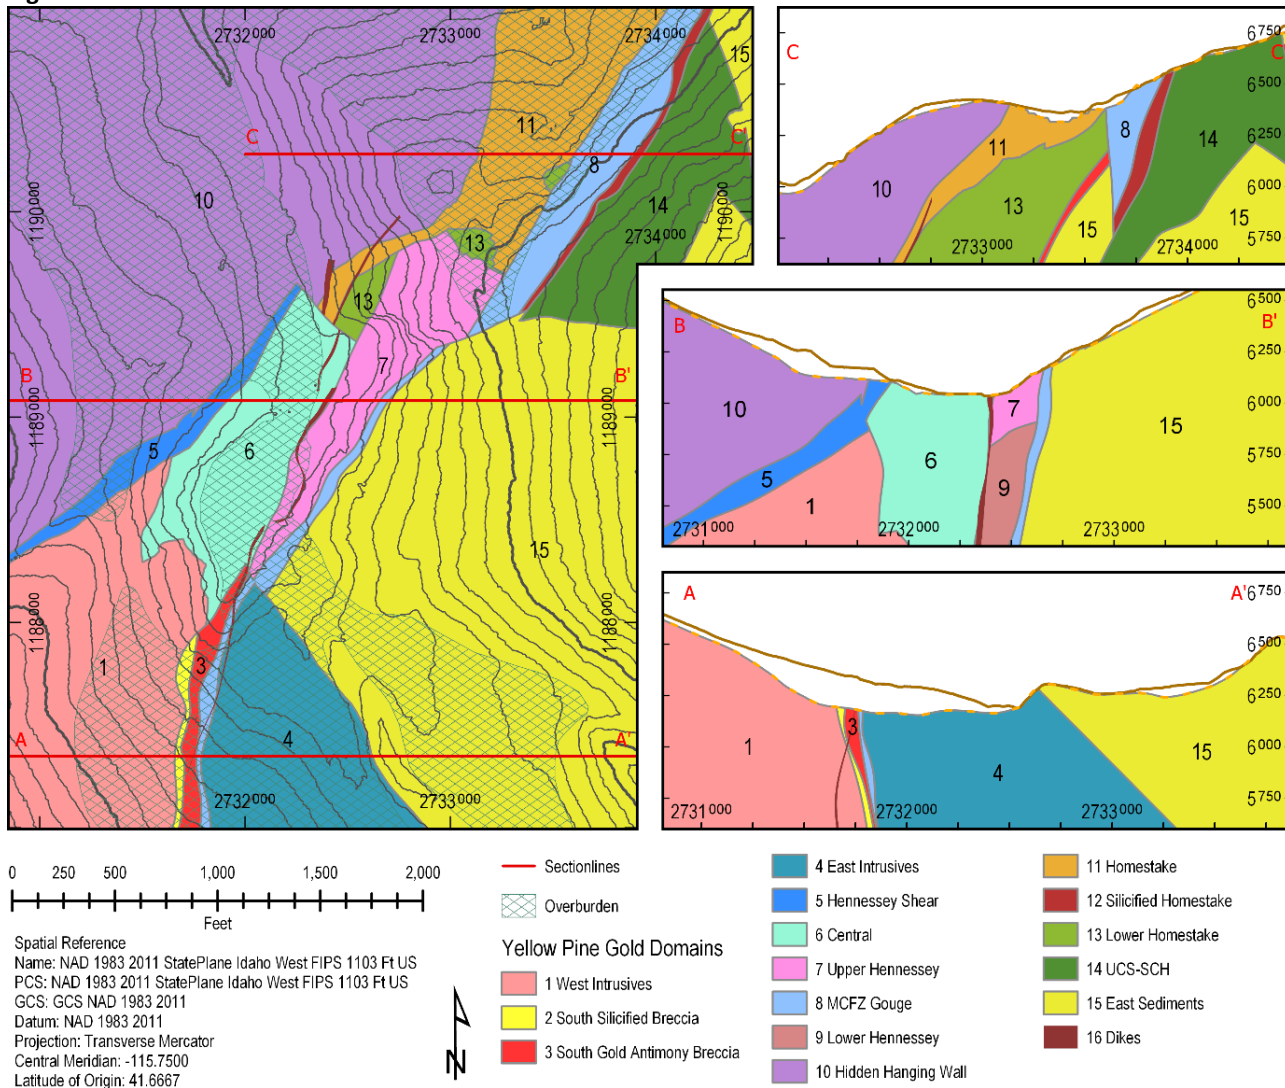 2732000
2733000
2734000
15
11
C
C'
8
10
1190000
14
1190000
2734000
13
13
7
B
B'
1189000
1189000
5
6
15
1188000
1188000
1
3
4
A
A'
2732000
2733000
C
C'
6750
6500
6250
6000
5750
8
14
11
10
13
15
15
2733000
2734000
B
B'
6500
6250
6000
5750
5500
10
7
15
6
5
9
1
2731000
2732000
2733000
A
A'
6750
6500
6250
6000
5750
3
1
4
15
2731000
2732000
2733000
0 250 500 1,000 1,500 2,000
Feet
Spatial Reference
Name: NAD 1983 2011 StatePlane Idaho West FIPS 1103 Ft US
PCS: NAD 1983 2011 StatePlane Idaho West FIPS 1103 Ft US
GCS: GCS NAD 1983 2011
Datum: NAD 1983 2011
Projection: Transverse Mercator
Central Meridian: -115.7500
Latitude of Origin: 41.6667
N
Sectionlines
Overburden
Yellow Pine Gold Domains
1 West Intrusives
2 South Silicified Breccia
3 South Gold Antimony Breccia
4 East Intrusives
5 Hennessey Shear
6 Central
7 Upper Hennessey
8 MCFZ Gouge
9 Lower Hennessey
10 Hidden Hanging Wall
11 Homestake
12 Silicified Homestake
13 Lower Homestake
14 UCS-SCH
15 East Sediments
16 Dikes